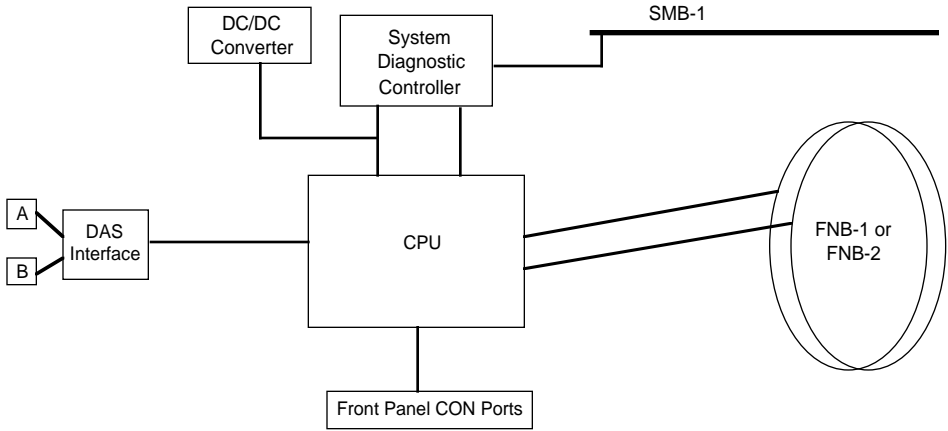 SMB-1
DC/DC
Converter
System
Diagnostic
Controller
A
B
DAS
Interface
CPU
FNB-1 or
FNB-2
Front Panel CON Ports